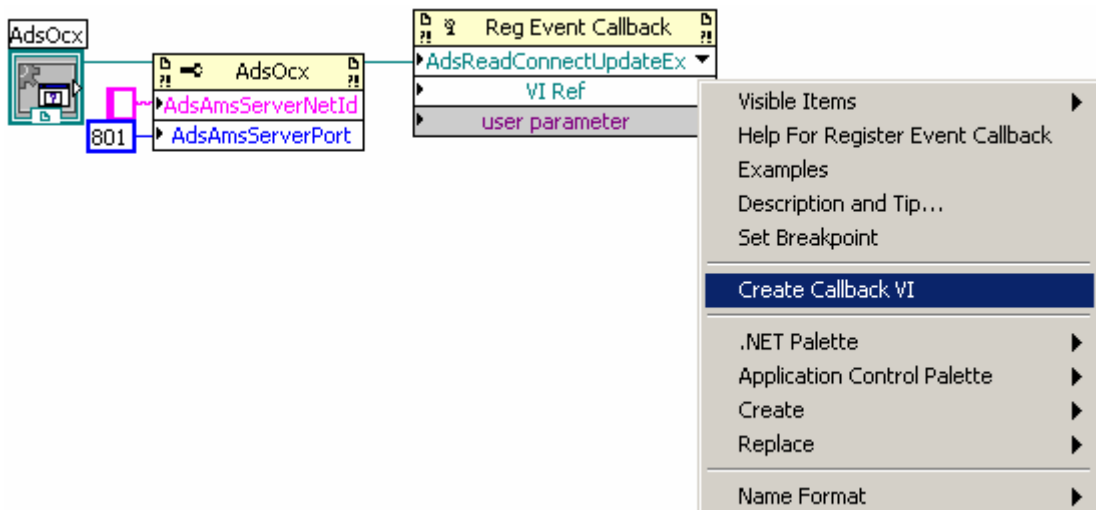 AdsOcx
AdsOcx
AdsAmsServerNetId
801
AdsAmsServerPort
Reg Event Callback
AdsReadConnectUpdateEx
VI Ref
user parameter
Visible Items
Help For Register Event Callback
Examples
Description and Tip...
Set Breakpoint
Create Callback VI
.NET Palette
Application Control Palette
Create
Replace
Name Format